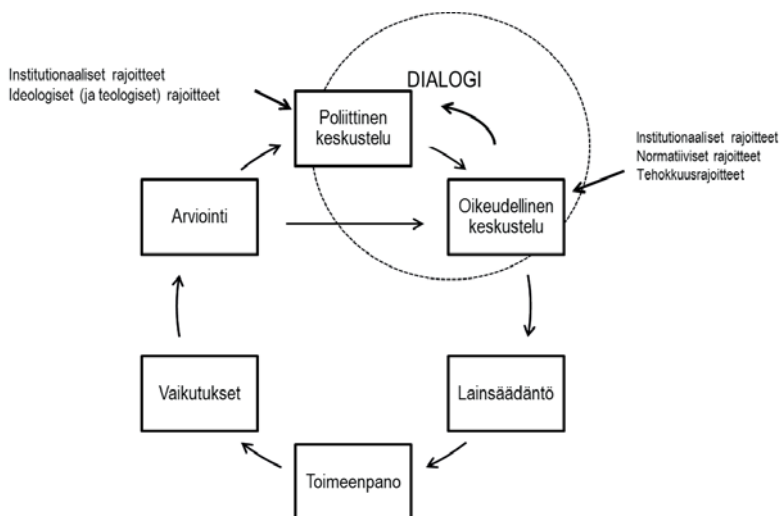 Institutionaaliset rajoitteet
Ideologiset (ja teologiset) rajoitteet
DIALOGI
Poliittinen
keskustelu
Institutionaaliset rajoitteet
Normatiiviset rajoitteet
Tehokkuusrajoitteet
Arviointi
Oikeudellinen
keskustelu
Vaikutukset
Lainsäädäntö
Toimeenpano